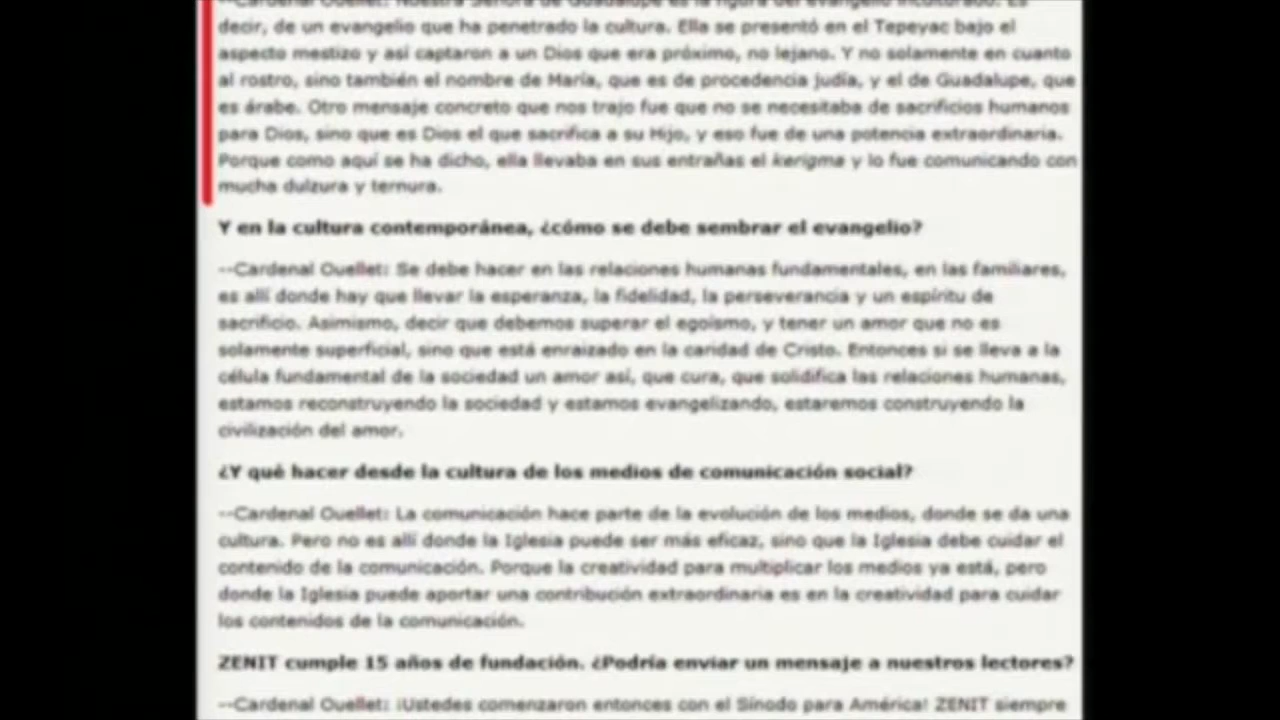 --Cardenal Ouellet: Nuestra Señora de Guadalupe es la figura del evangelio inculturado. Es
decir, de un evangelio que ha penetrado la cultura. Ella se presentó en el Tepeyac bajo el
aspecto mestizo y así captaron a un Dios que era próximo, no lejano. Y no solamente en cuanto
al rostro, sino también el nombre de María, que es de procedencia judía, y el de Guadalupe, que
es árabe. Otro mensaje concreto que nos trajo fue que no se necesitaba de sacrificios humanos
para Dios, sino que es Dios el que sacrifica a su Hijo, y eso fue de una potencia extraordinaria.
Porque como aquí se ha dicho, ella llevaba en sus entrañas el kerigma y lo fue comunicando con
mucha dulzura y ternura.
Y en la cultura contemporánea, ¿cómo se debe sembrar el evangelio?
--Cardenal Ouellet: Se debe hacer en las relaciones humanas fundamentales, en las familiares,
es allí donde hay que llevar la esperanza, la fidelidad, la perseverancia y un espíritu de
sacrificio. Asimismo, decir que debemos superar el egoísmo, y tener un amor que no es
solamente superficial, sino que está enraizado en la caridad de Cristo. Entonces si se lleva a la
célula fundamental de la sociedad un amor así, que cura, que solidifica las relaciones humanas,
estamos reconstruyendo la sociedad y estamos evangelizando, estaremos construyendo la
civilización del amor.
¿Y qué hacer desde la cultura de los medios de comunicación social?
--Cardenal Ouellet: La comunicación hace parte de la evolución de los medios, donde se da una
cultura. Pero no es allí donde la Iglesia puede ser más eficaz, sino que la Iglesia debe cuidar el
contenido de la comunicación. Porque la creatividad para multiplicar los medios ya está, pero
donde la Iglesia puede aportar una contribución extraordinaria es en la creatividad para cuidar
los contenidos de la comunicación.
ZENIT cumple 15 años de fundación. ¿Podría enviar un mensaje a nuestros lectores?
--Cardenal Ouellet: ¡Ustedes comenzaron entonces con el Sínodo para América! ZENIT siempre